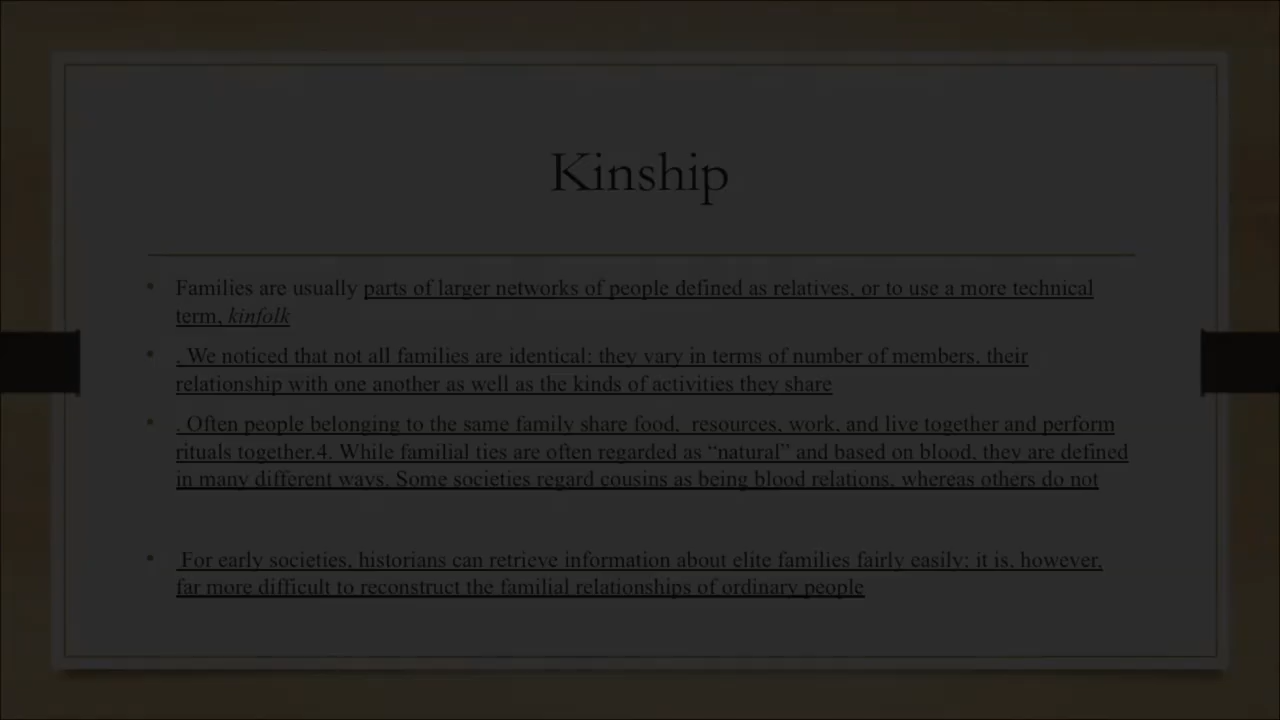 Kinship
• Families are usually parts of larger networks of people defined as relatives, or to use a more technical
term, kinfolk
• . We noticed that not all families are identical: they vary in terms of number of members, their
relationship with one another as well as the kinds of activities they share
• . Often people belonging to the same family share food,  resources, work, and live together and perform
rituals together.4. While familial ties are often regarded as “natural” and based on blood, they are defined
in many different ways. Some societies regard cousins as being blood relations, whereas others do not
•  For early societies, historians can retrieve information about elite families fairly easily; it is, however,
far more difficult to reconstruct the familial relationships of ordinary people